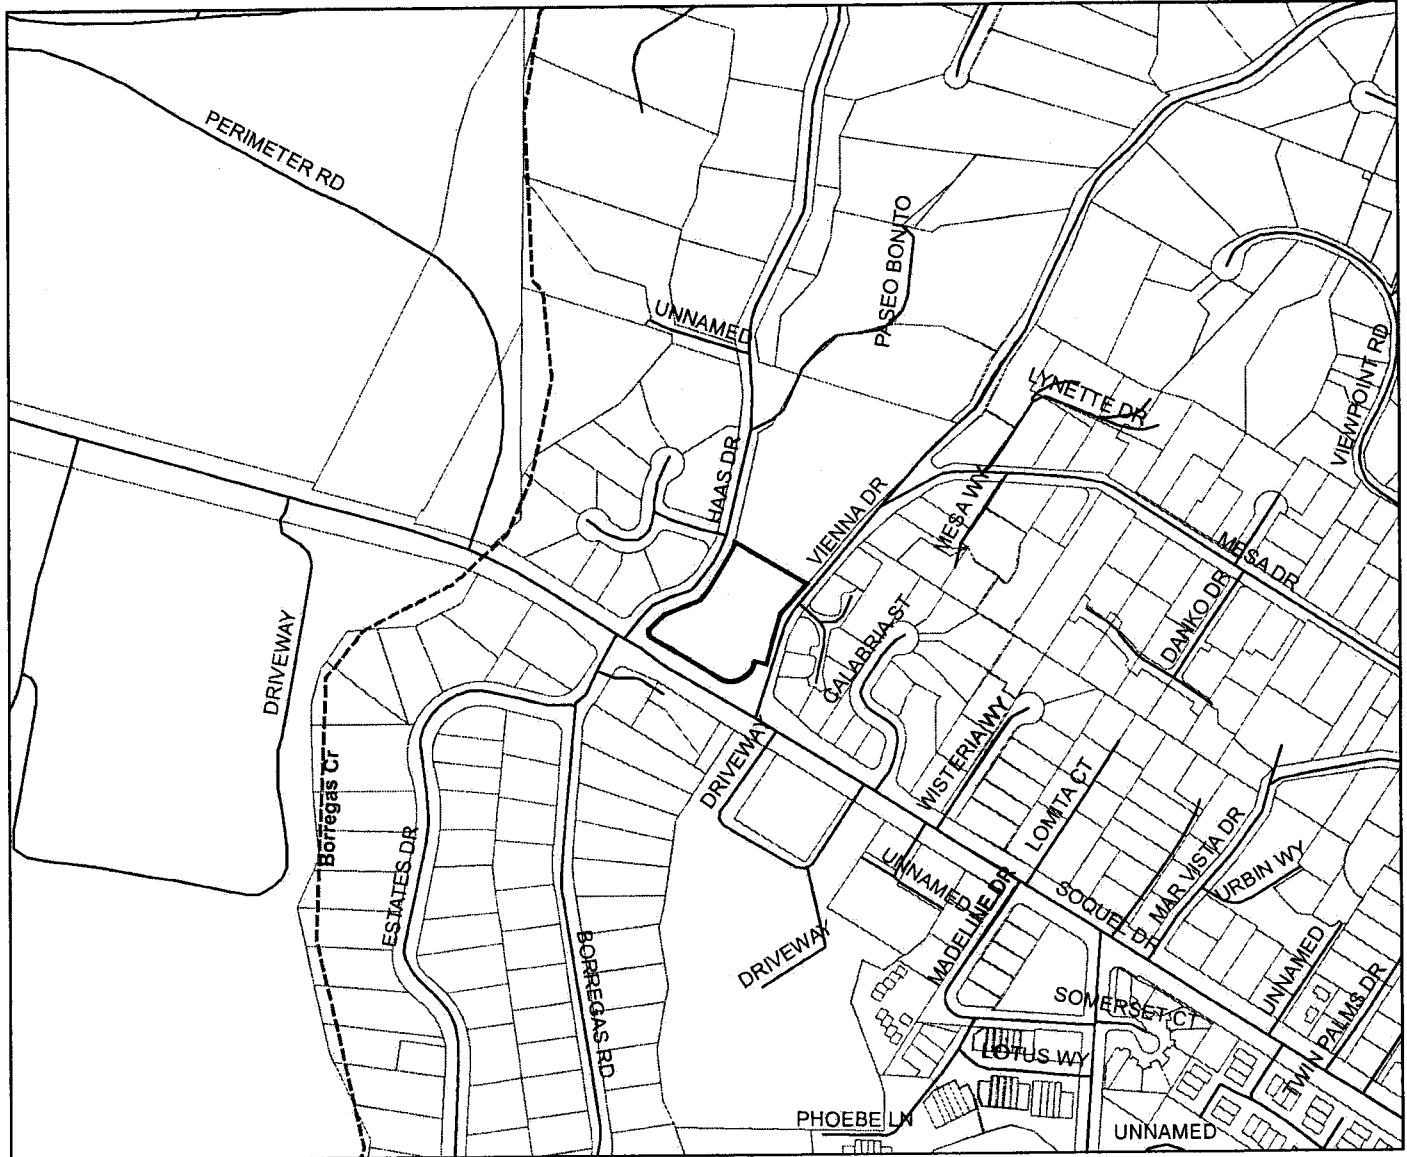 PERIMETER RD
UNNAMED
PASEO BONITO
LYNETTE DR
VIEWPOINT RD
HAAS DR
VIENNA DR
MESA WY
MESA DR
DANKO DR
DRIVEWAY
CALABRIA ST
Borregas Cr
DRIVEWAY
WISTERIA WY
LOMITA CT
ESTATES DR
UNNAMED
MADELINE DR
SOQUEL DR
MAR VISTA DR
URBIN WY
BORREGAS RD
DRIVEWAY
SOMERSET CT
UNNAMED
TWIN PALMS DR
LOTUS WY
PHOEBE LN
UNNAMED